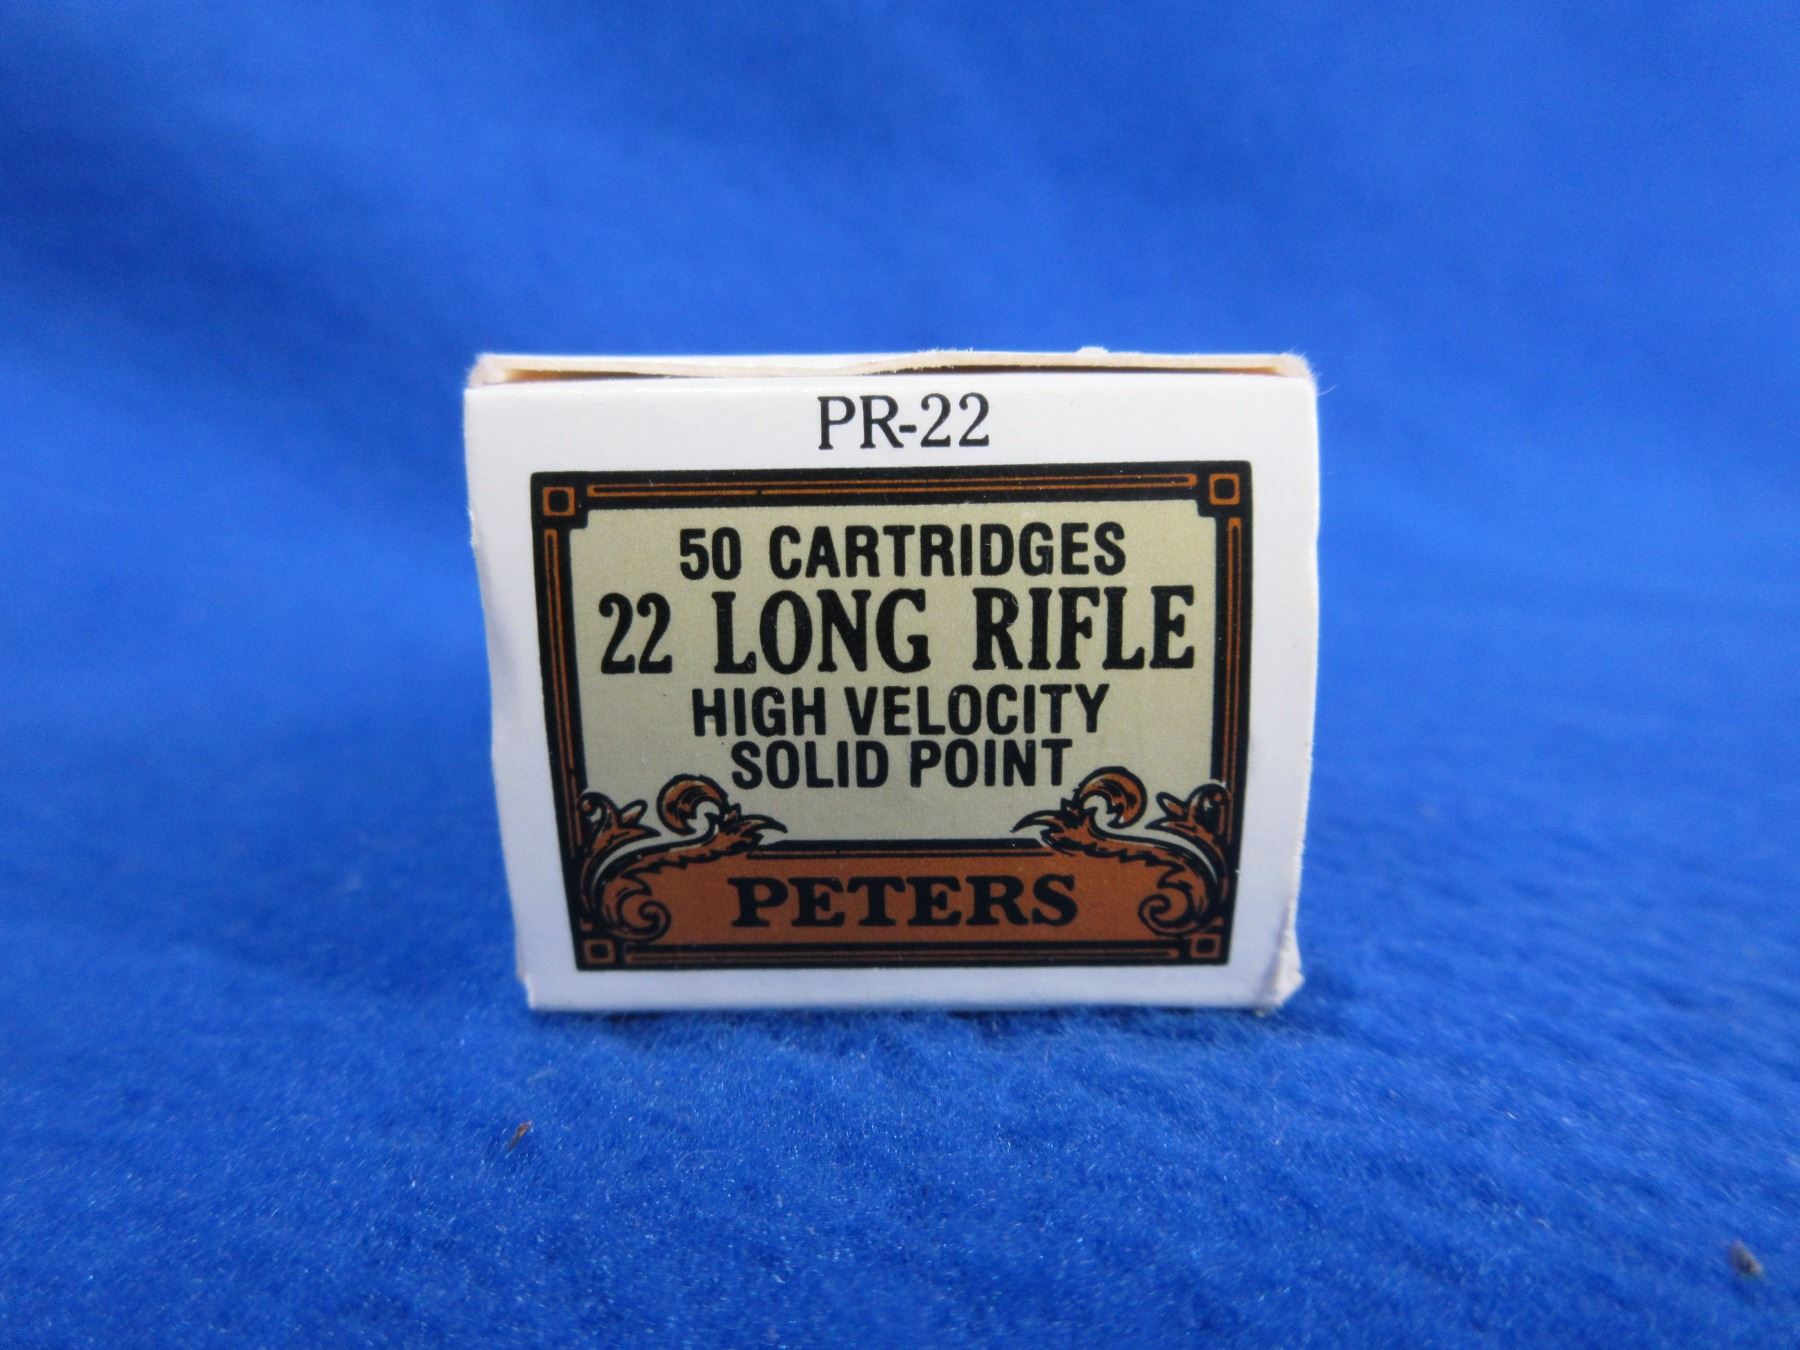 PR-22
50 CARTRIDGES
22 LONG RIFLE
HIGH VELOCITY
SOLID POINT
PETERS